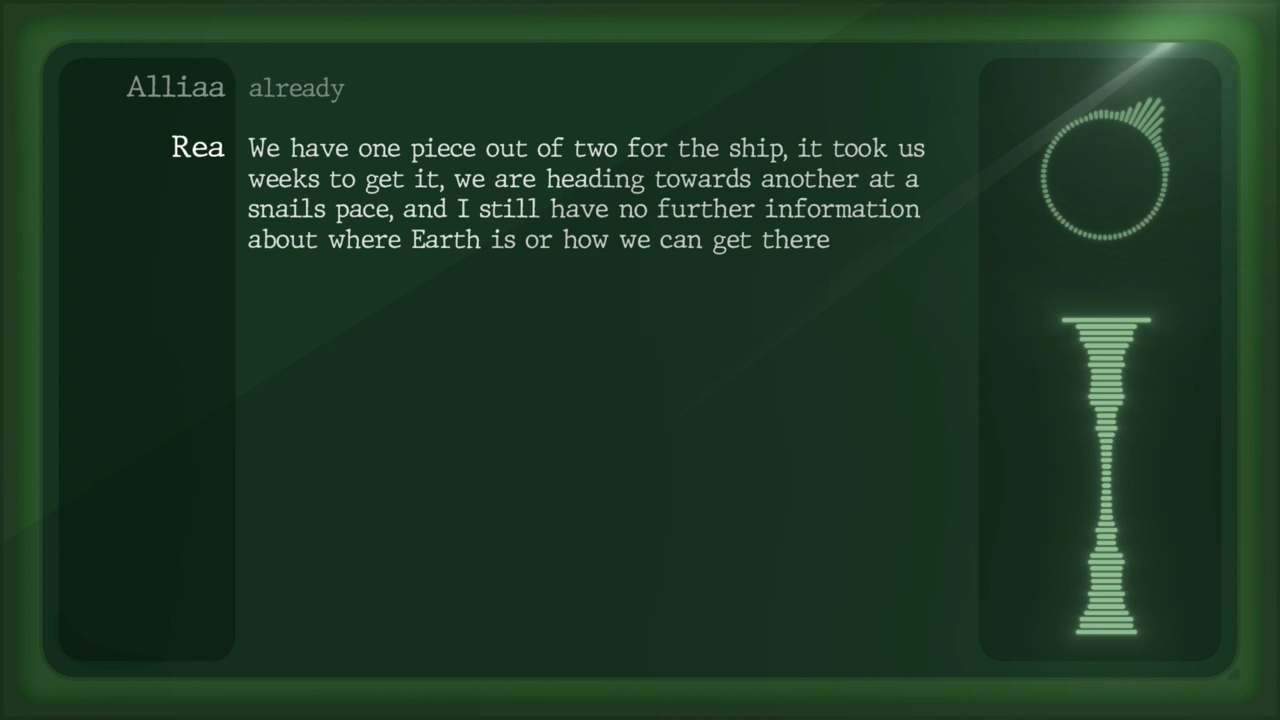 Alliaa already
Rea We have one piece out of two for the ship, it took us
weeks to get it, we are heading towards another at a
snails pace, and I still have no further information
about where Earth is or how we can get there